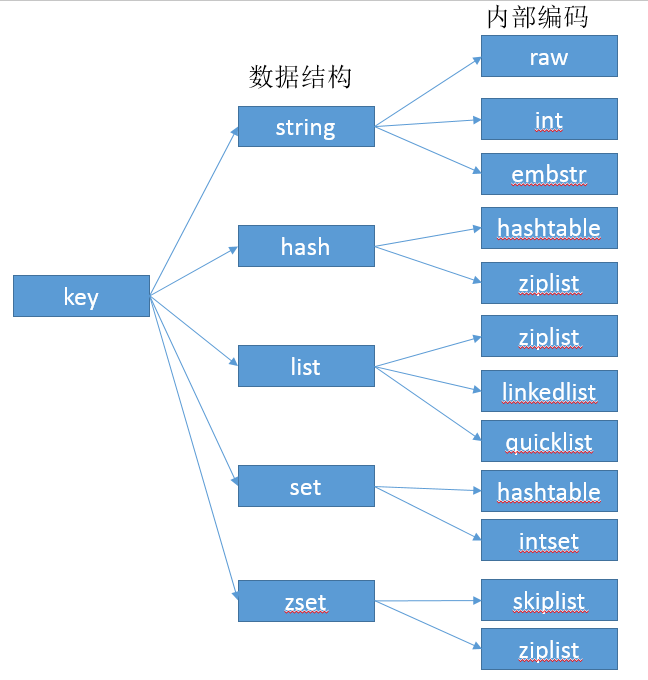 内部编码
数据结构
key
string
raw
int
embstr
hash
hashtable
ziplist
list
ziplist
linkedlist
quicklist
set
hashtable
intset
zset
skiplist
ziplist